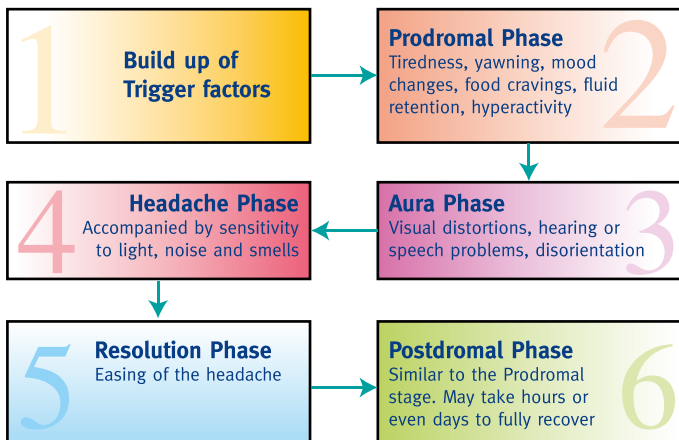 1
Build up of
Trigger factors
2
Prodromal Phase
Tiredness, yawning, mood
changes, food cravings, fluid
retention, hyperactivity
3
Aura Phase
Visual distortions, hearing or
speech problems, disorientation
4
Headache Phase
Accompanied by sensitivity
to light, noise and smells
5
Resolution Phase
Easing of the headache
6
Postdromal Phase
Similar to the Prodromal
stage. May take hours or
even days to fully recover